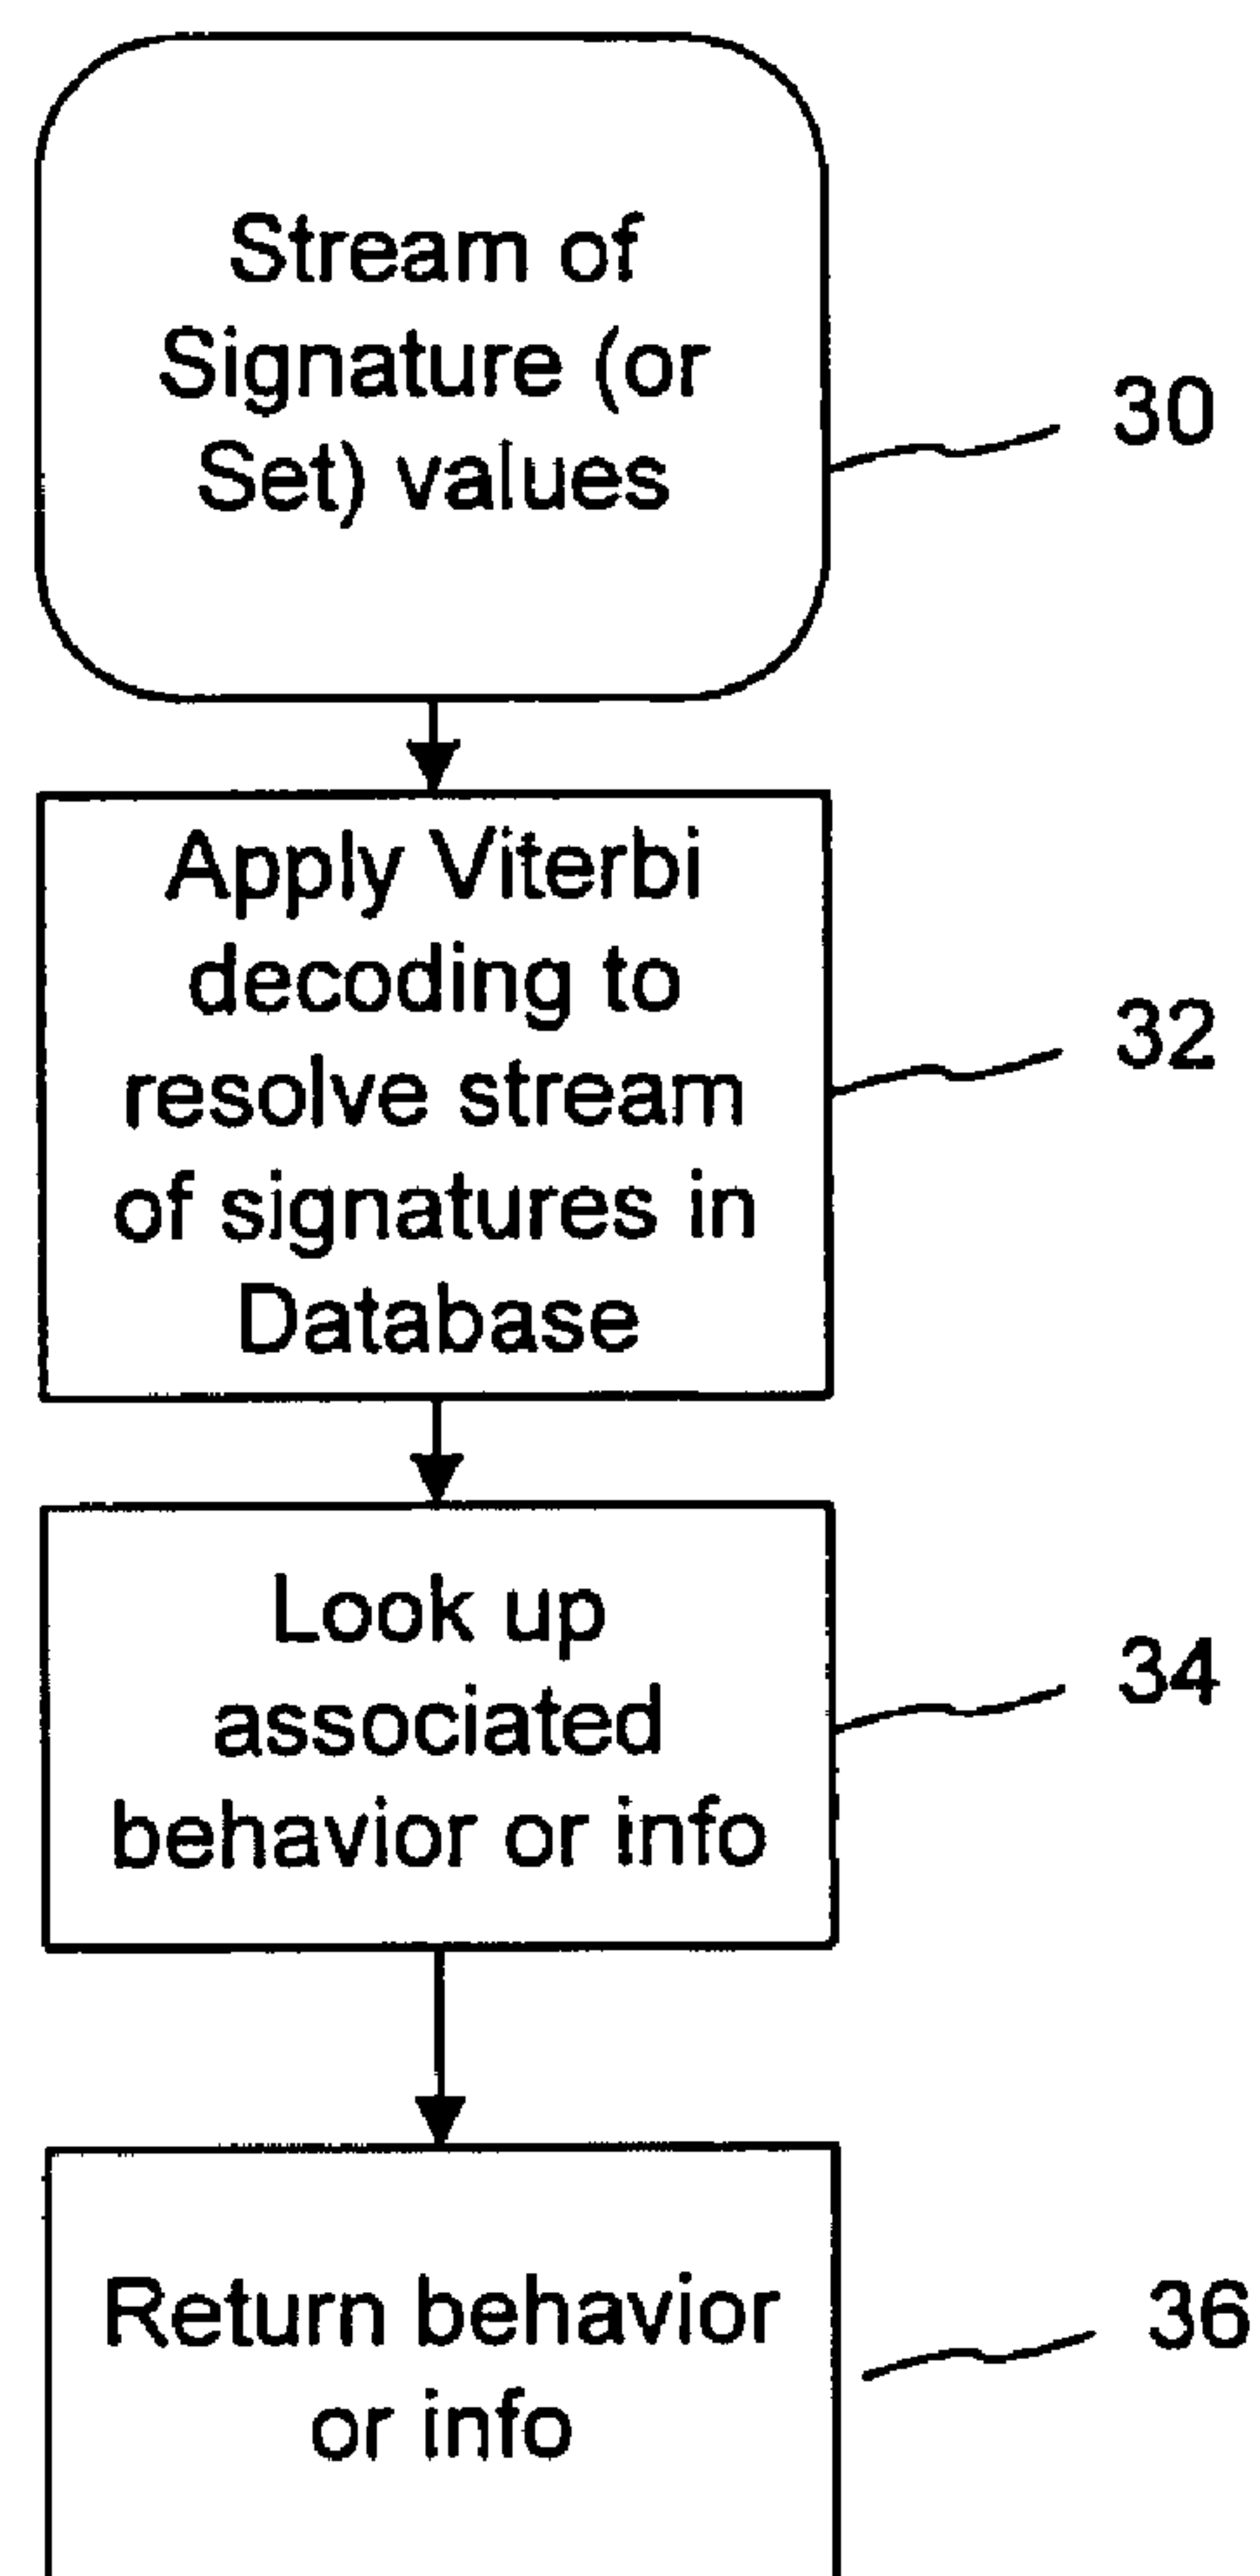 Stream of
Signature (or
Set) values
30
Apply Viterbi
decoding to
resolve stream
of signatures in
Database
32
Look up
associated
behavior or info
34
Return behavior
or info
36